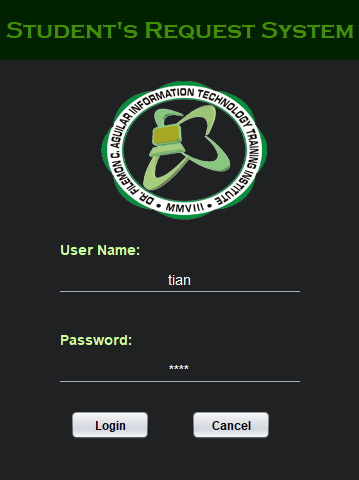 Student's Request System
DR. FILEMON C. AGUILAR INFORMATION TECHNOLOGY TRAINING INSTITUTE
• MMVIII •
User Name:
tian
Password:
****
Login Cancel